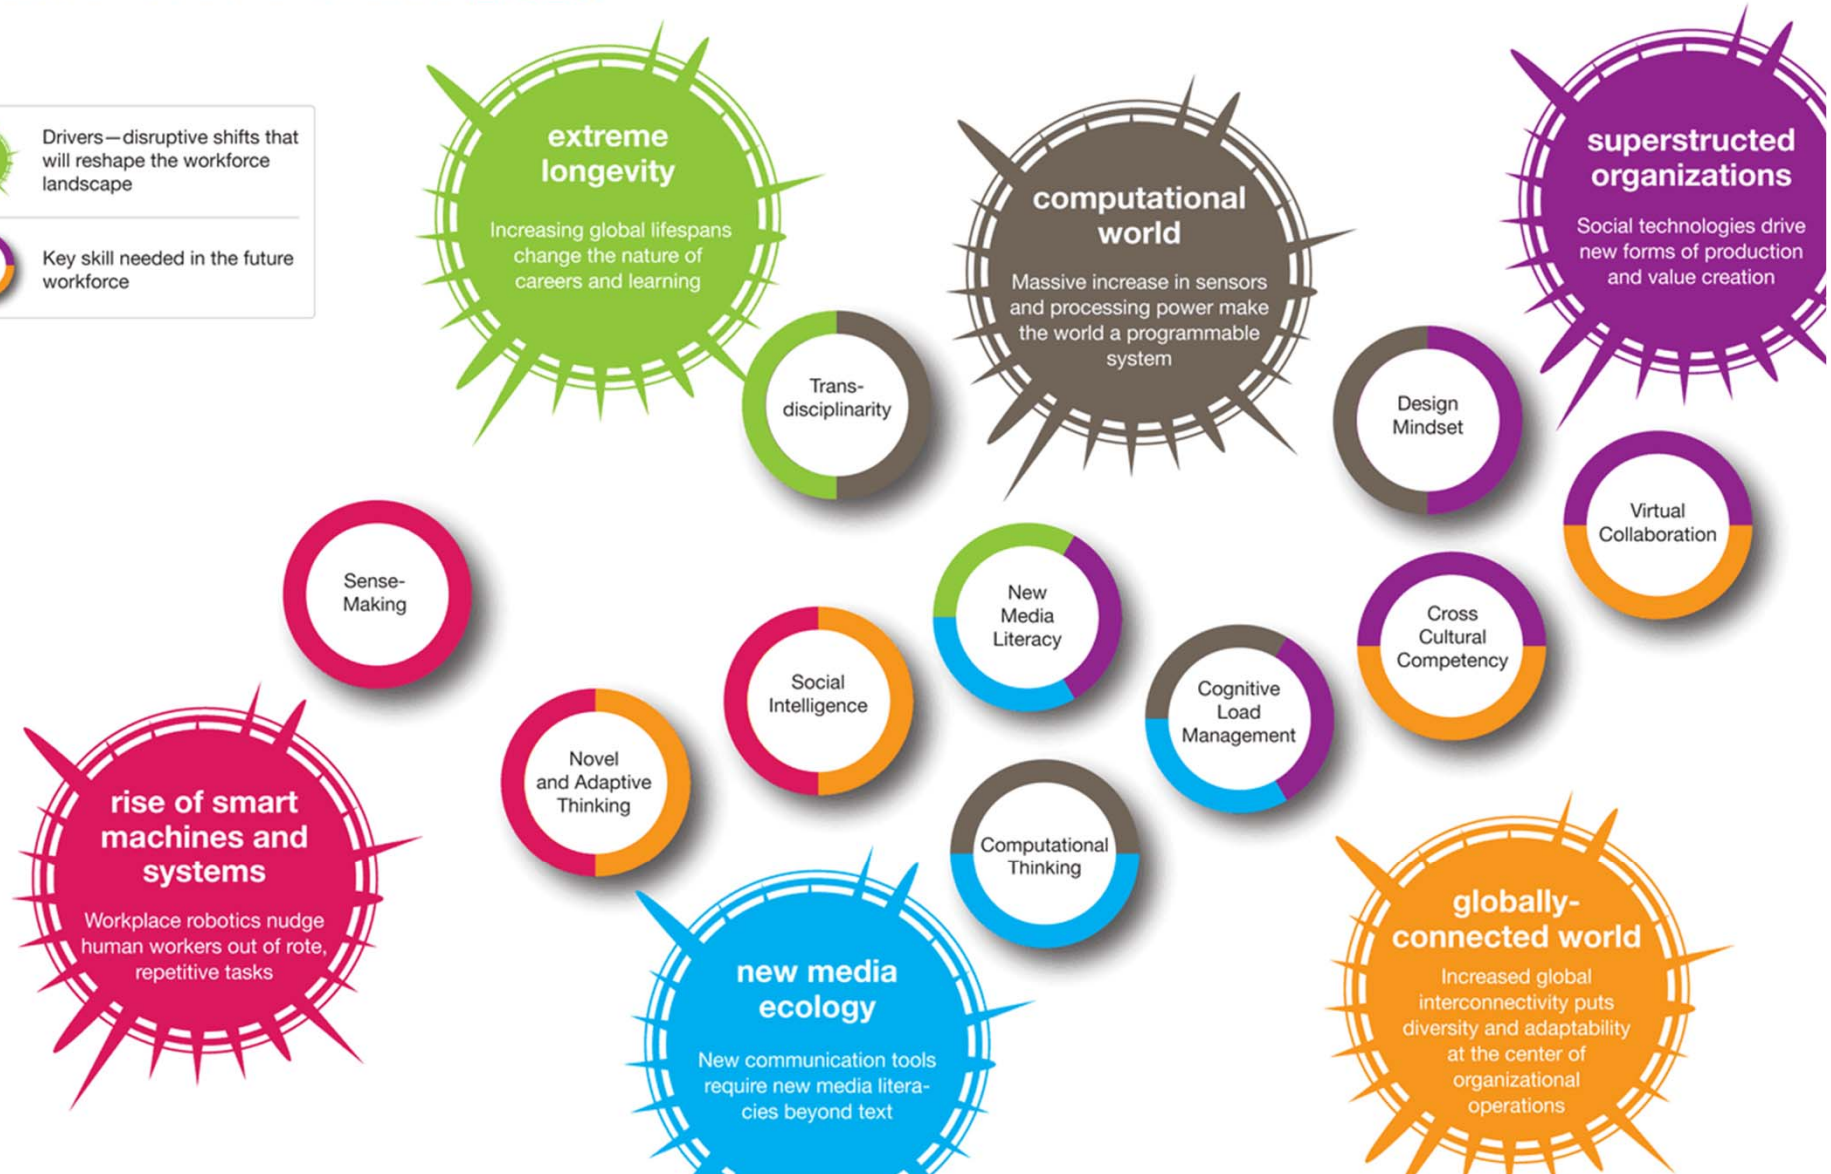 Drivers—disruptive shifts that
will reshape the workforce
landscape
Key skill needed in the future
workforce
extreme
longevity
Increasing global lifespans
change the nature of
careers and learning
computational
world
Massive increase in sensors
and processing power make
the world a programmable
system
superstructed
organizations
Social technologies drive
new forms of production
and value creation
Trans-
disciplinarity
Design
Mindset
Virtual
Collaboration
Sense-
Making
New
Media
Literacy
Cross
Cultural
Competency
Social
Intelligence
Cognitive
Load
Management
Novel
and Adaptive
Thinking
Computational
Thinking
rise of smart
machines and
systems
Workplace robotics nudge
human workers out of rote,
repetitive tasks
new media
ecology
New communication tools
require new media litera-
cies beyond text
globally-
connected world
Increased global
interconnectivity puts
diversity and adaptability
at the center of
organizational
operations